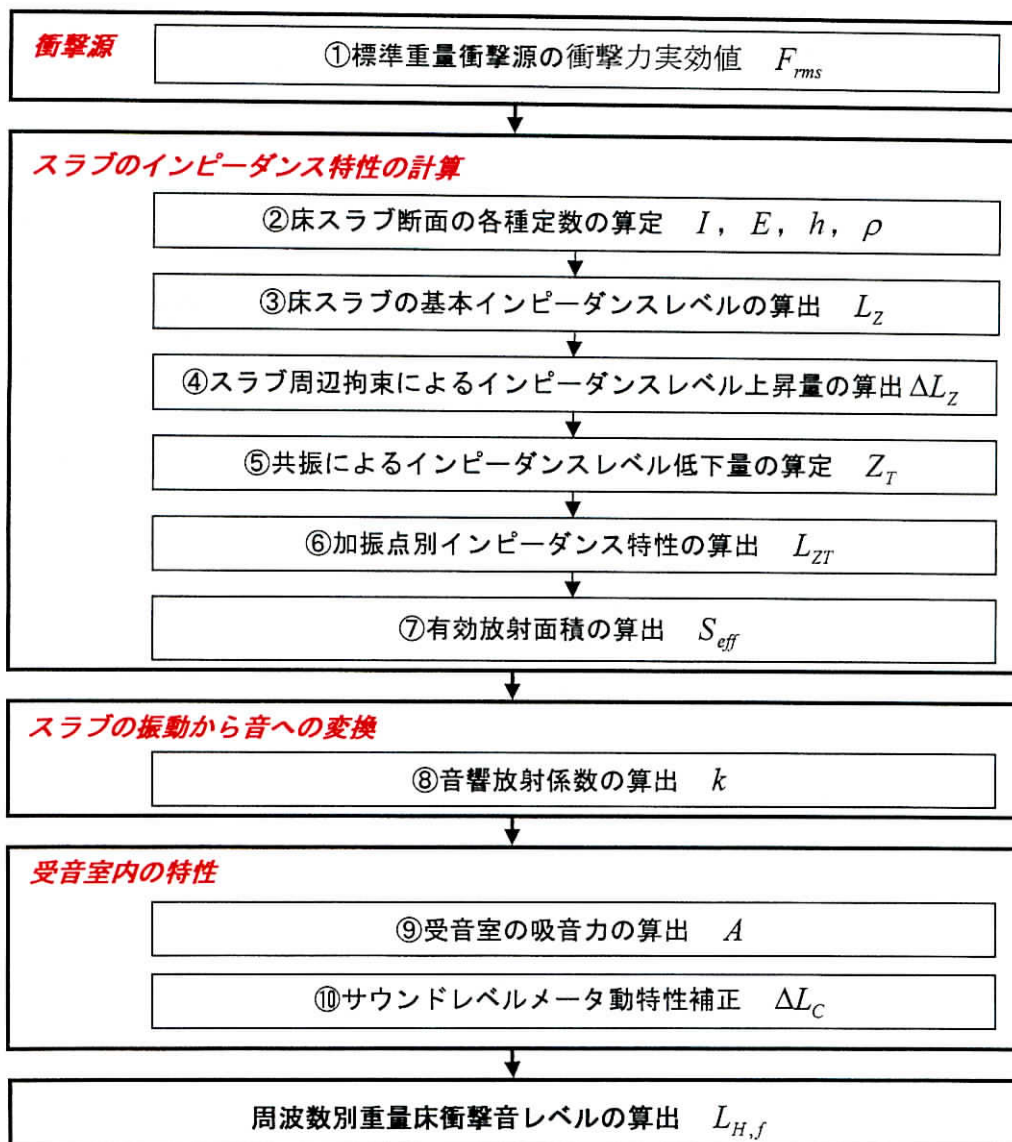 衝撃源
①標準重量衝撃源の衝撃力実効値 F_{rms}
スラブのインピーダンス特性の計算
②床スラブ断面の各種定数の算定 I, E, h, ρ
③床スラブの基本インピーダンスレベルの算出 L_Z
④スラブ周辺拘束によるインピーダンスレベル上昇量の算出 ΔL_Z
⑤共振によるインピーダンスレベル低下量の算定 Z_T
⑥加振点別インピーダンス特性の算出 L_{ZT}
⑦有効放射面積の算出 S_{eff}
スラブの振動から音への変換
⑧音響放射係数の算出 k
受音室内の特性
⑨受音室の吸音力の算出 A
⑩サウンドレベルメータ動特性補正 ΔL_C
周波数別重量床衝撃音レベルの算出 L_{H,f}